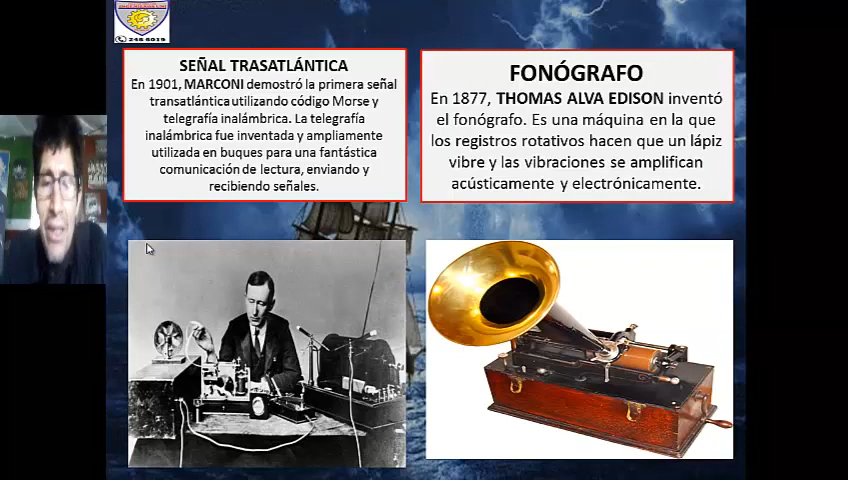 248 6019
SEÑAL TRASATLÁNTICA
En 1901, MARCONI demostró la primera señal
transatlántica utilizando código Morse y
telegrafía inalámbrica. La telegrafía
inalámbrica fue inventada y ampliamente
utilizada en buques para una fantástica
comunicación de lectura, enviando y
recibiendo señales.
FONÓGRAFO
En 1877, THOMAS ALVA EDISON inventó
el fonógrafo. Es una máquina en la que
los registros rotativos hacen que un lápiz
vibre y las vibraciones se amplifican
acústicamente y electrónicamente.